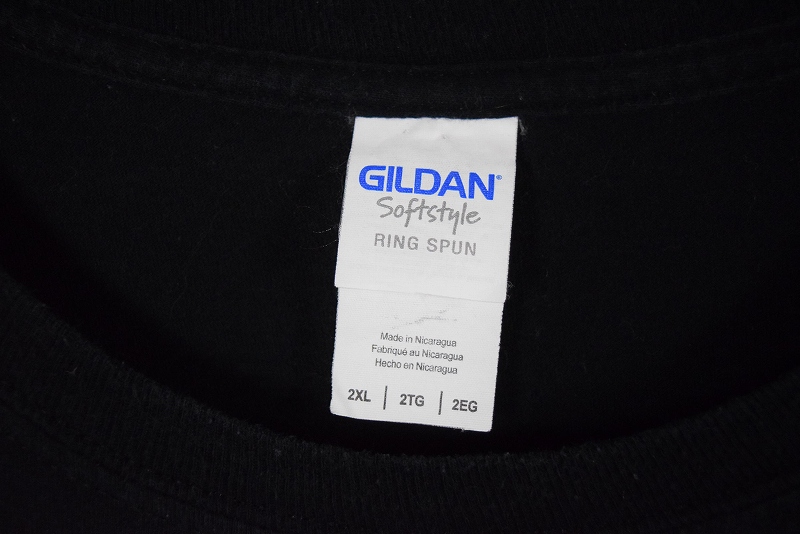 GILDAN®
Softstyle
RING SPUN
Made in Nicaragua
Fabriqué au Nicaragua
Hecho en Nicaragua
2XL | 2TG | 2EG